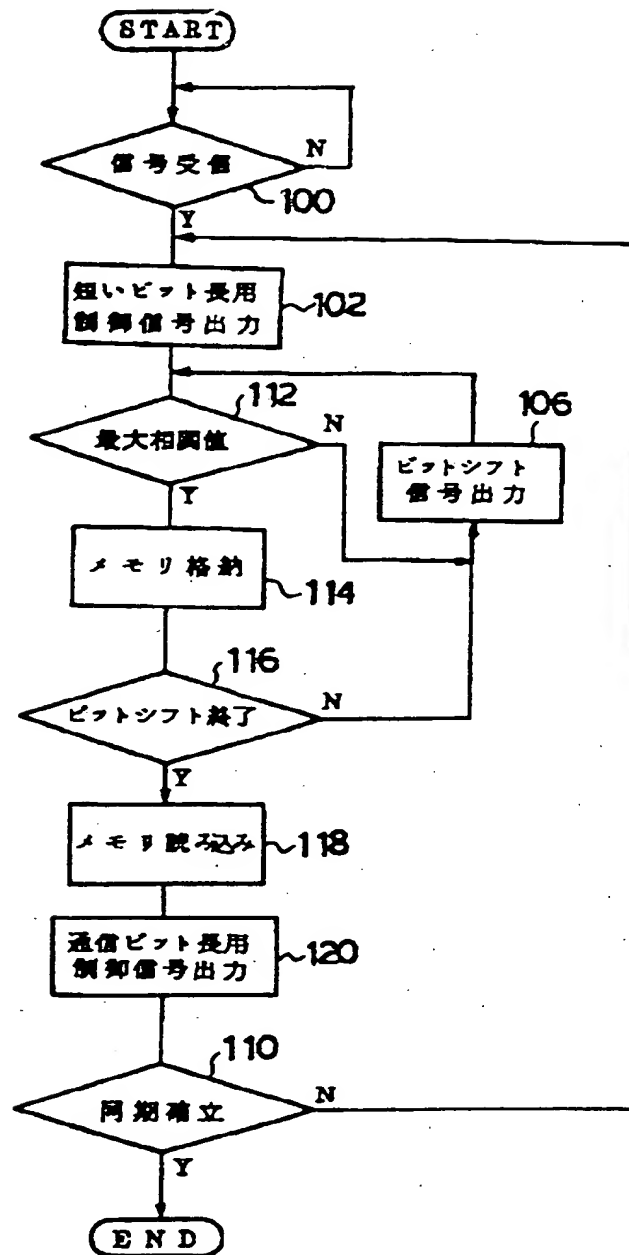 START
信号受信
N
100
Y
短いビット長用
制御信号出力
102
112
最大相関値
N
106
ビットシフト
信号出力
Y
メモリ格納
114
116
ビットシフト終了
N
Y
メモリ読み込み
118
通信ビット長用
制御信号出力
120
110
同期確立
N
Y
END